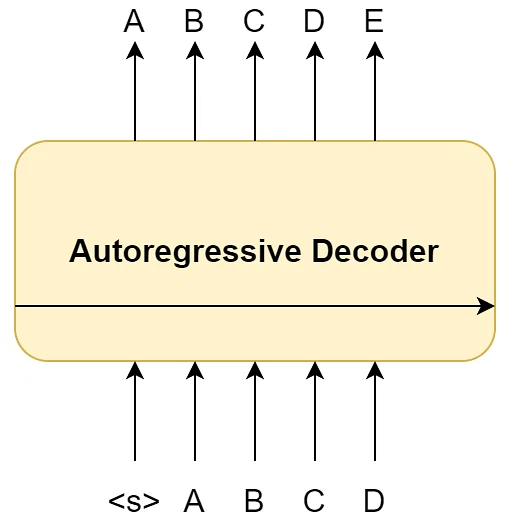 A B C D E
Autoregressive Decoder
<s> A B C D